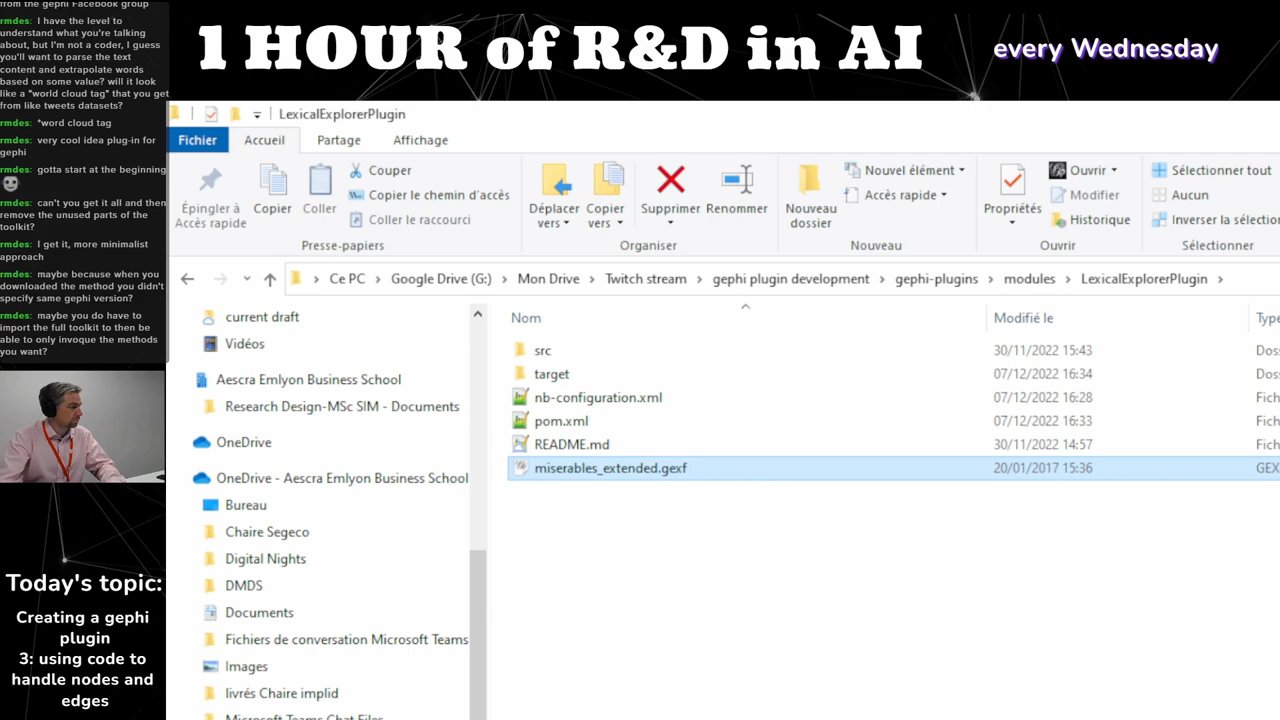 from the gephi Facebook group
rmdes: I have the level to
understand what you're talking
about, but I'm not a coder, I guess
you'll want to parse the text
content and extrapolate words
based on some value? will it look
like a "world cloud tag" that you get
from like tweets datasets?
rmdes: *word cloud tag
rmdes: very cool idea plug-in for
gephi
rmdes: gotta start at the beginning
rmdes: can't you get it all and then
remove the unused parts of the
toolkit?
rmdes: I get it, more minimalist
approach
rmdes: maybe because when you
downloaded the method you didn't
specify same gephi version?
rmdes: maybe you do have to
import the full toolkit to then be
able to only invoque the methods
you want?
1 HOUR of R&D in AI
every Wednesday
LexicalExplorerPlugin
Fichier
Accueil
Partage
Affichage
Épingler à
Accès rapide
Copier
Coller
Couper
Copier le chemin d'accès
Coller le raccourci
Presse-papiers
Déplacer
vers
Copier
vers
Supprimer
Renommer
Organiser
Nouveau
dossier
Nouvel élément
Accès rapide
Nouveau
Propriétés
Ouvrir
Modifier
Historique
Ouvrir
Sélectionner tout
Aucun
Inverser la sélection
Sélectionner
Ce PC
Google Drive (G:)
Mon Drive
Twitch stream
gephi plugin development
gephi-plugins
modules
LexicalExplorerPlugin
current draft
Vidéos
Aescra Emlyon Business School
Research Design-MSc SIM - Documents
OneDrive
OneDrive - Aescra Emlyon Business School
Bureau
Chaire Segeco
Digital Nights
DMDS
Documents
Fichiers de conversation Microsoft Teams
Images
livrés Chaire implid
Microsoft Teams Chat Files
Nom
Modifié le
Type
src
30/11/2022 15:43
Doss
target
07/12/2022 16:34
Doss
nb-configuration.xml
07/12/2022 16:28
Fich
pom.xml
07/12/2022 16:33
Fich
README.md
30/11/2022 14:57
Fich
miserables_extended.gexf
20/01/2017 15:36
GEX
Today's topic:
Creating a gephi
plugin
3: using code to
handle nodes and
edges